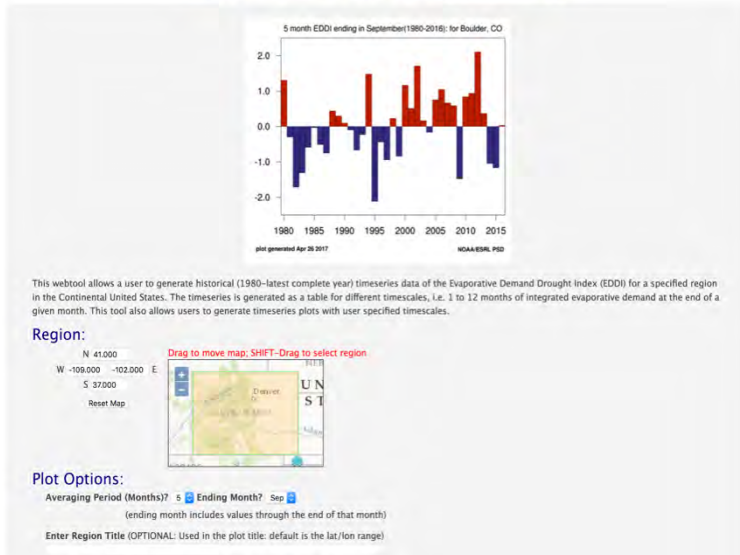 5 month EDDI ending in September(1980-2016): for Boulder, CO
2.0
1.0
0.0
-1.0
-2.0
1980 1985 1990 1995 2000 2005 2010 2015
plot generated Apr 26 2017 NOAA/ESRL PSD
This webtool allows a user to generate historical (1980-latest complete year) timeseries data of the Evaporative Demand Drought Index (EDDI) for a specified region
in the Continental United States. The timeseries is generated as a table for different timescales, i.e. 1 to 12 months of integrated evaporative demand at the end of a
given month. This tool also allows users to generate timeseries plots with user specified timescales.
Region:
N 41.000
W -109.000 -102.000 E
S 37.000
Reset Map
Drag to move map; SHIFT-Drag to select region
+
-
Denver
U N
S T
Plot Options:
Averaging Period (Months)? 5 Ending Month? Sep
(ending month includes values through the end of that month)
Enter Region Title (OPTIONAL: Used in the plot title: default is the lat/lon range)